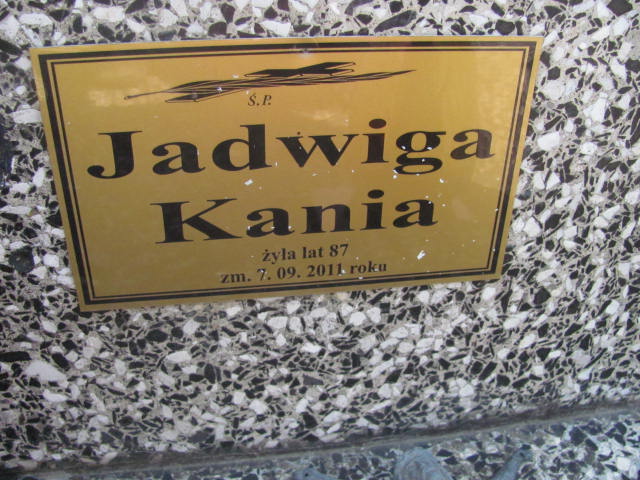 Ś.P.
Jadwiga
Kania
żyła lat 87
zm. 7. 09. 2011 roku